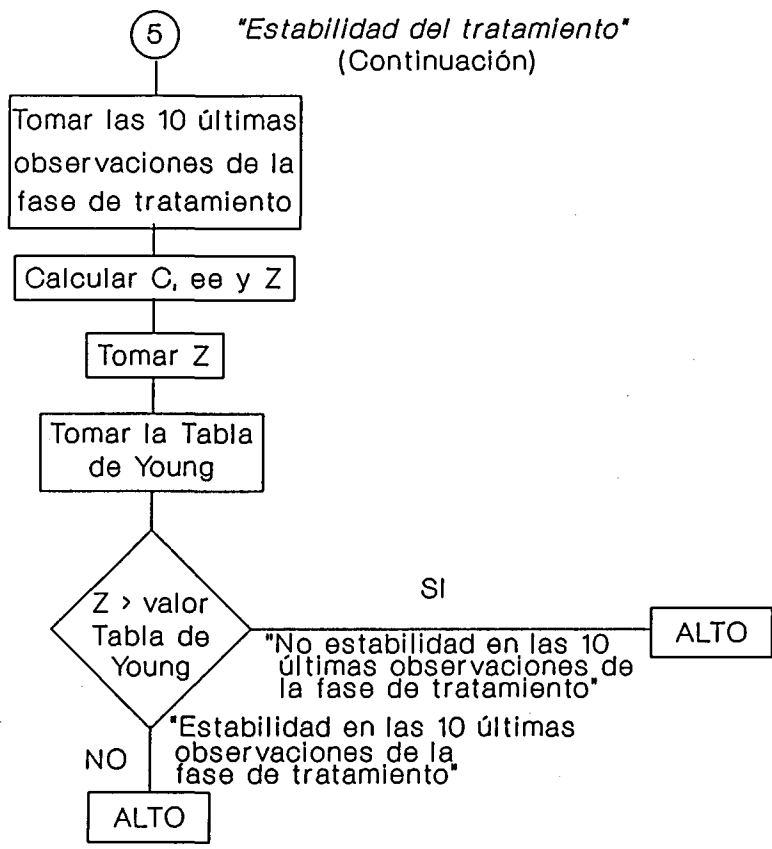 5
"Estabilidad del tratamiento"
(Continuación)
Tomar las 10 últimas
observaciones de la
fase de tratamiento
Calcular C, ee y Z
Tomar Z
Tomar la Tabla
de Young
Z > valor
Tabla de
Young
SI
"No estabilidad en las 10
últimas observaciones de
la fase de tratamiento"
ALTO
NO
"Estabilidad en las 10 últimas
observaciones de la
fase de tratamiento"
ALTO